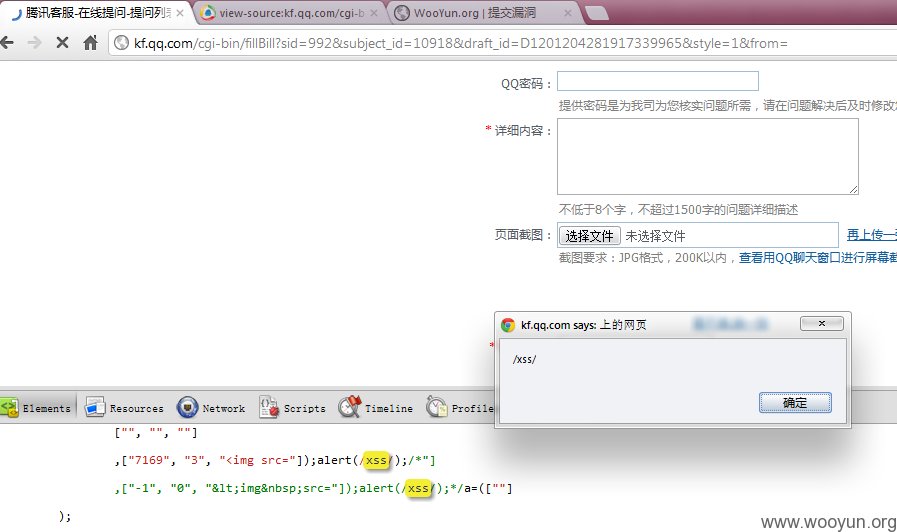 腾讯客服-在线提问-提问列表
view-source:kf.qq.com/cgi-b
WooYun.org | 提交漏洞
kf.qq.com/cgi-bin/fillBill?sid=992&subject_id=10918&draft_id=D1201204281917339965&style=1&from=
QQ密码：
提供密码是为我司为您核实问题所需，请在问题解决后及时修改
* 详细内容：
不低于8个字，不超过1500字的问题详细描述
页面截图：
选择文件 未选择文件
再上传一
截图要求：JPG格式，200K以内，查看用QQ聊天窗口进行屏幕截
kf.qq.com says: 上的网页
*
/xss/
确定
Elements Resources Network Scripts Timeline Profile
["", "", ""]
,["7169", "3", "<img src="]);alert(/xss/);/*"]
,["-1", "0", "&lt;img&nbsp;src="]);alert(/xss/);*/a=([""]
);
www.wooyun.org